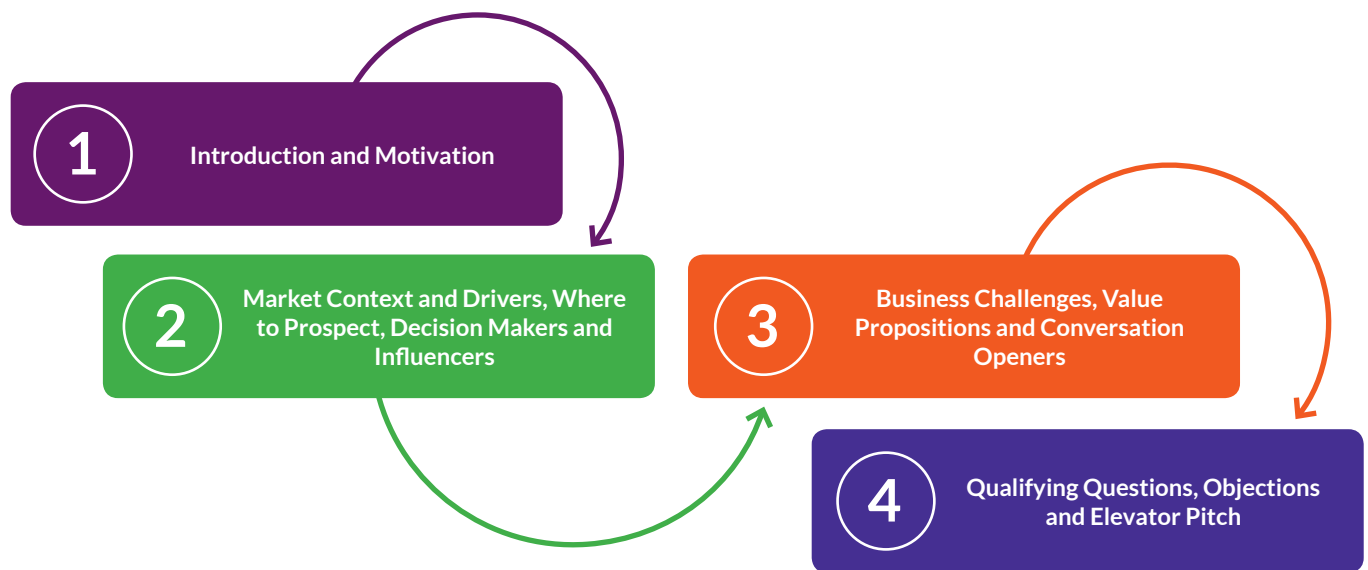 1
Introduction and Motivation
2
Market Context and Drivers, Where
to Prospect, Decision Makers and
Influencers
3
Business Challenges, Value
Propositions and Conversation
Openers
4
Qualifying Questions, Objections
and Elevator Pitch